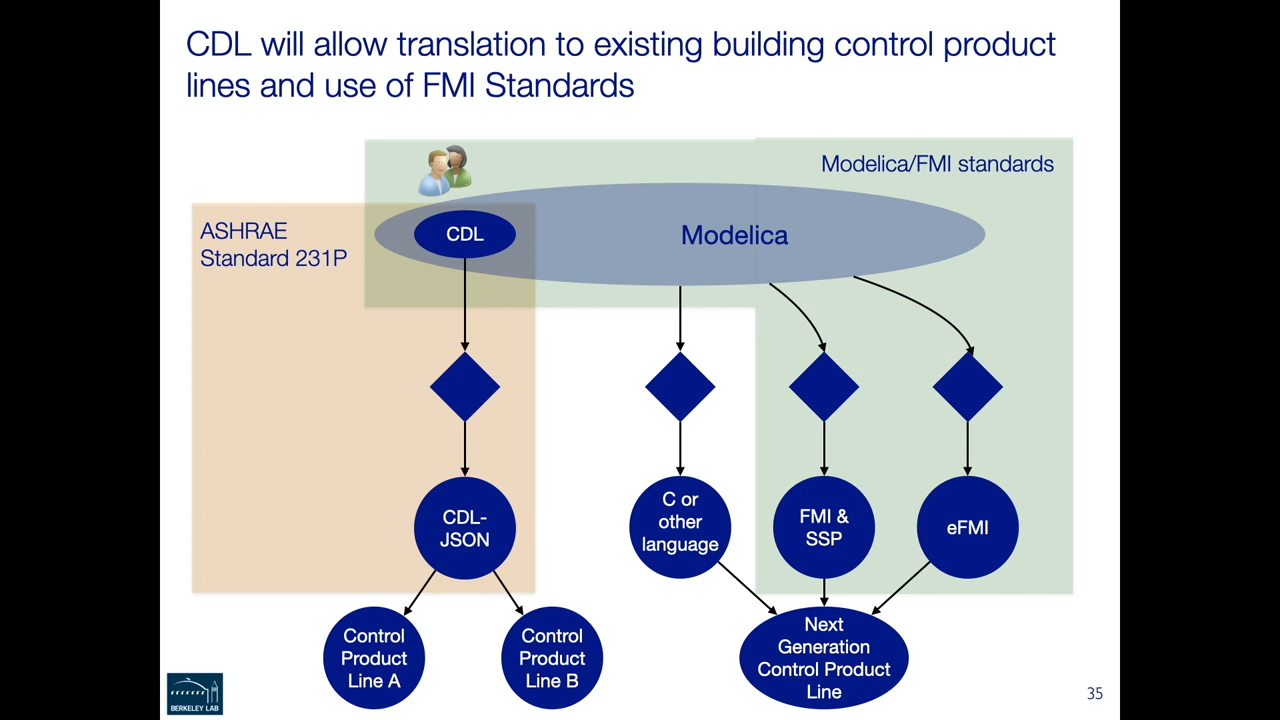 CDL will allow translation to existing building control product
lines and use of FMI Standards
Modelica/FMI standards
ASHRAE
Standard 231P
CDL
Modelica
CDL-
JSON
C or
other
language
FMI &
SSP
eFMI
Control
Product
Line A
Control
Product
Line B
Next
Generation
Control Product
Line
BERKELEY LAB
35